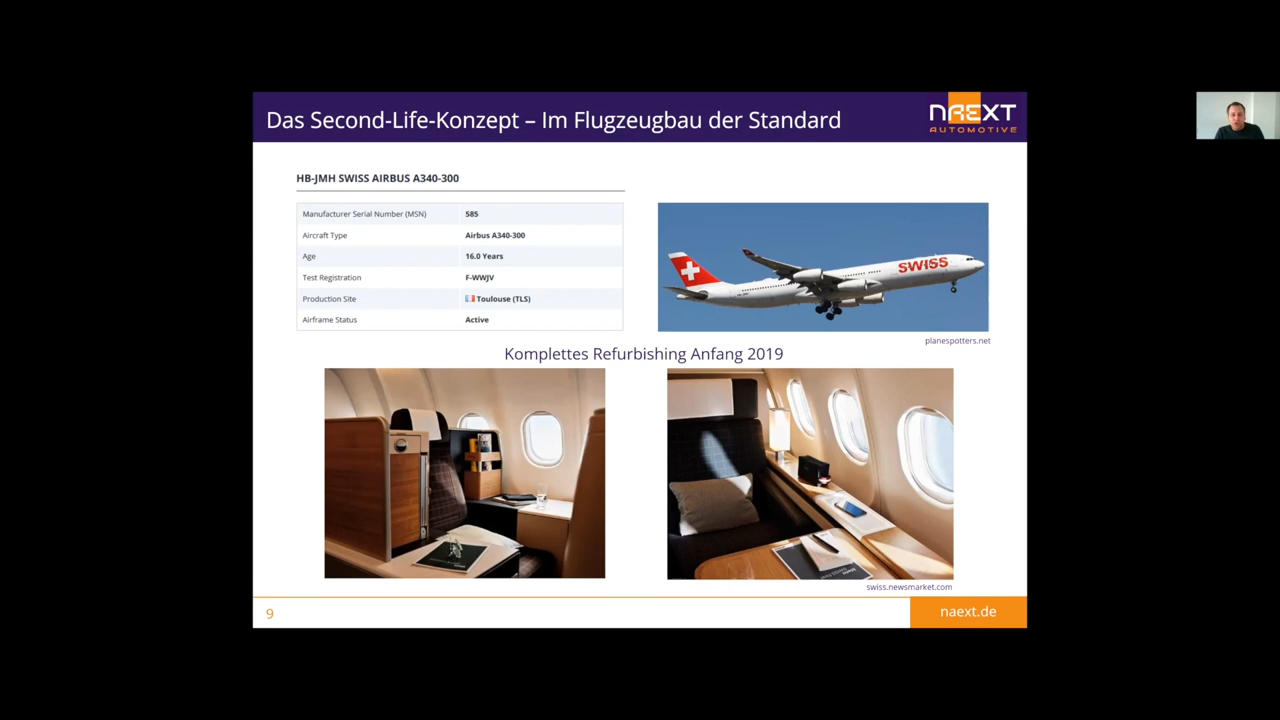 Das Second-Life-Konzept – Im Flugzeugbau der Standard
NAEXT
AUTOMOTIVE
HB-JMH SWISS AIRBUS A340-300
Manufacturer Serial Number (MSN) 585
Aircraft Type Airbus A340-300
Age 16.0 Years
Test Registration F-WWJV
Production Site Toulouse (TLS)
Airframe Status Active
SWISS
planespotters.net
Komplettes Refurbishing Anfang 2019
swiss.newsmarket.com
9
naext.de